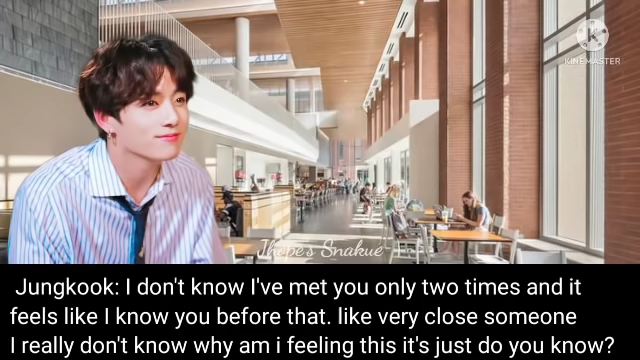 KINEMASTER
Jhope's Snakue
Jungkook: I don't know I've met you only two times and it
feels like I know you before that. like very close someone
I really don't know why am i feeling this it's just do you know?